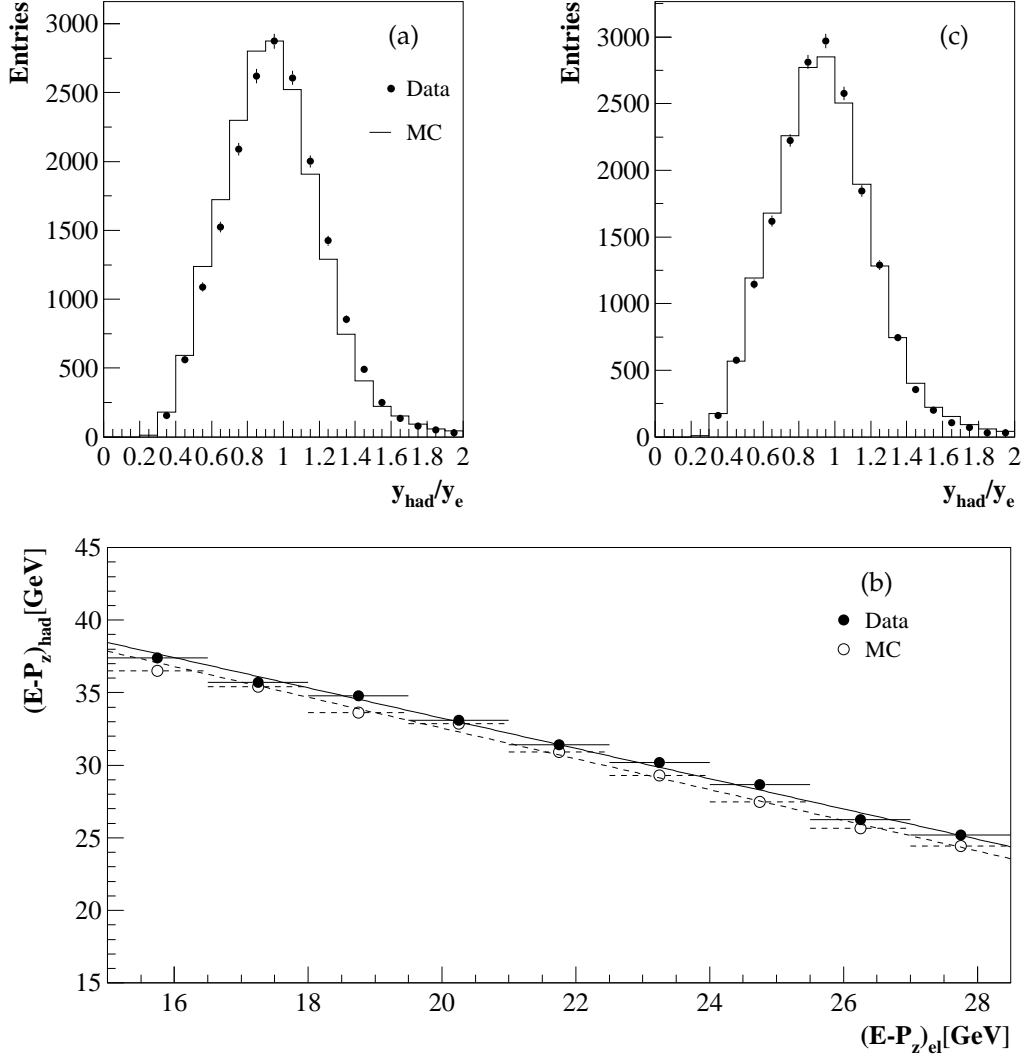 Entries
3000
2500
2000
1500
1000
500
0
(a)
Data
MC
0 0.2 0.4 0.6 0.8 1 1.2 1.4 1.6 1.8 2
y_had/y_e
Entries
3000
2500
2000
1500
1000
500
0
(c)
0 0.2 0.4 0.6 0.8 1 1.2 1.4 1.6 1.8 2
y_had/y_e
(E-P_z)_had[GeV]
45
40
35
30
25
20
15
(b)
Data
MC
16 18 20 22 24 26 28
(E-P_z)_el[GeV]